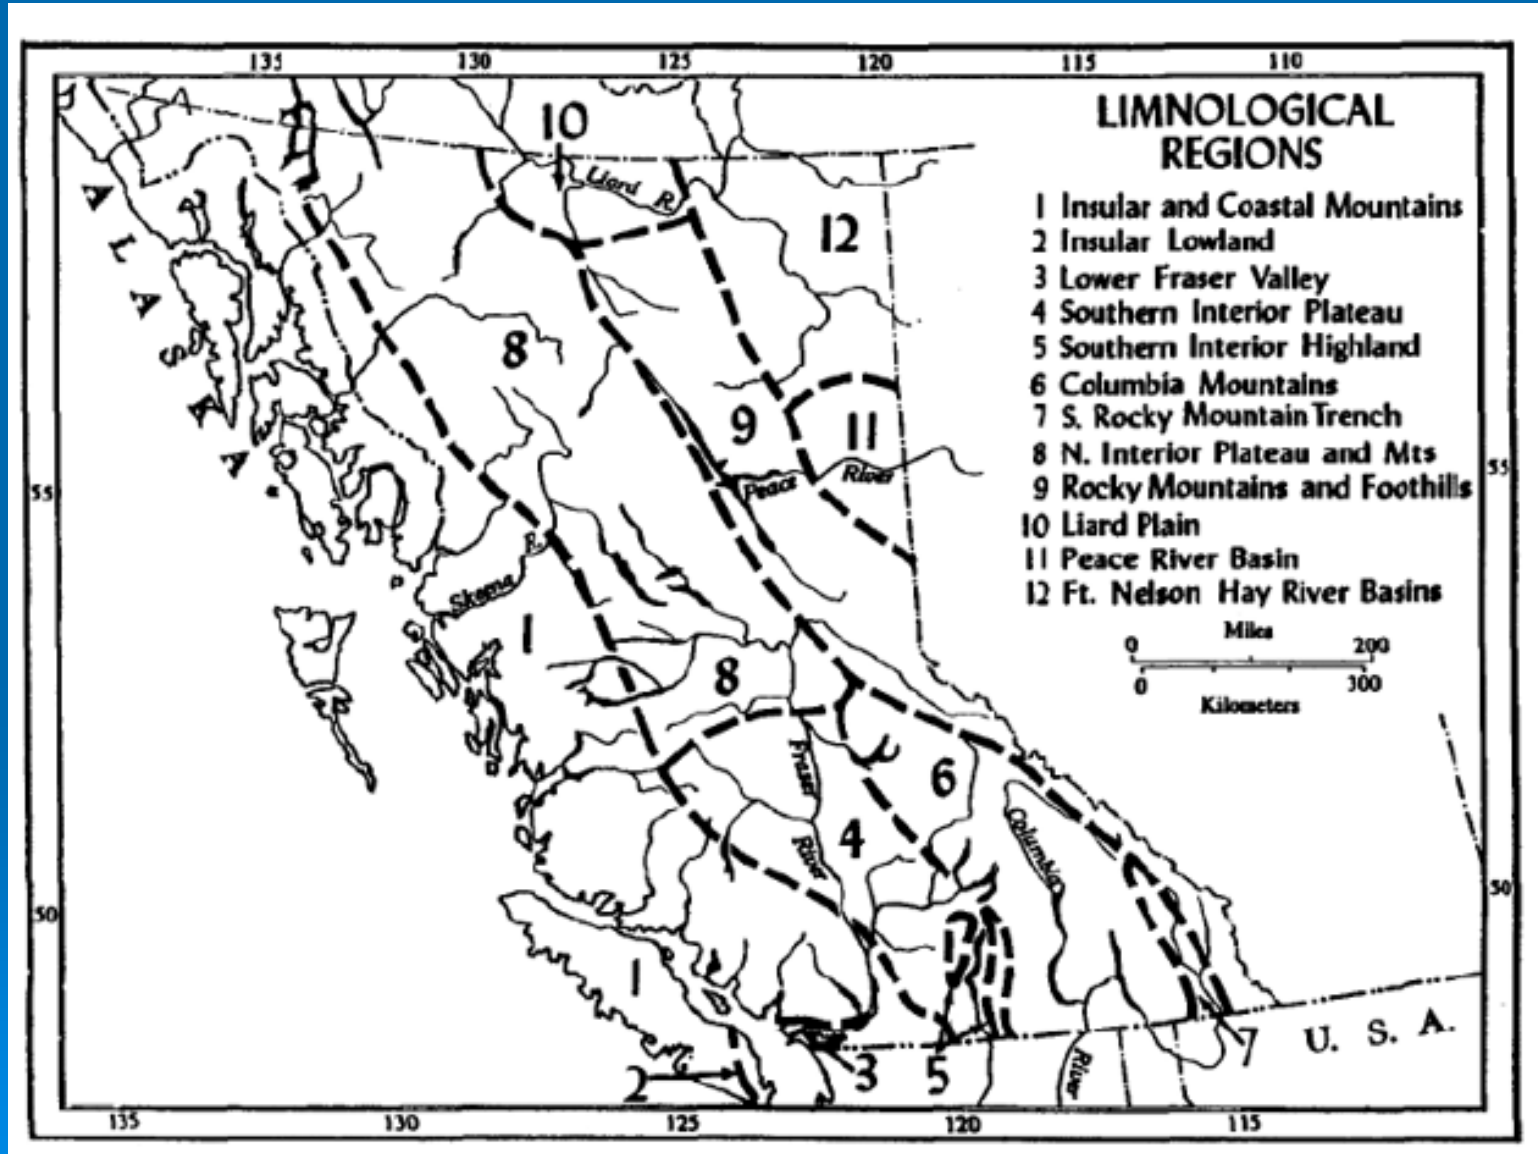 135 130 125 120 115 110
LIMNOLOGICAL
REGIONS
1 Insular and Coastal Mountains
2 Insular Lowland
3 Lower Fraser Valley
4 Southern Interior Plateau
5 Southern Interior Highland
6 Columbia Mountains
7 S. Rocky Mountain Trench
8 N. Interior Plateau and Mts
9 Rocky Mountains and Foothills
10 Liard Plain
11 Peace River Basin
12 Ft. Nelson Hay River Basins
Miles
0 200
0 300
Kilometers
10
Liard R.
12
ALASKA
8
9
11
55
Peace River
55
Skeena R.
1
8
6
Fraser River
4
Columbia River
50
50
1
7
U. S. A.
2
3
5
135 130 125 120 115